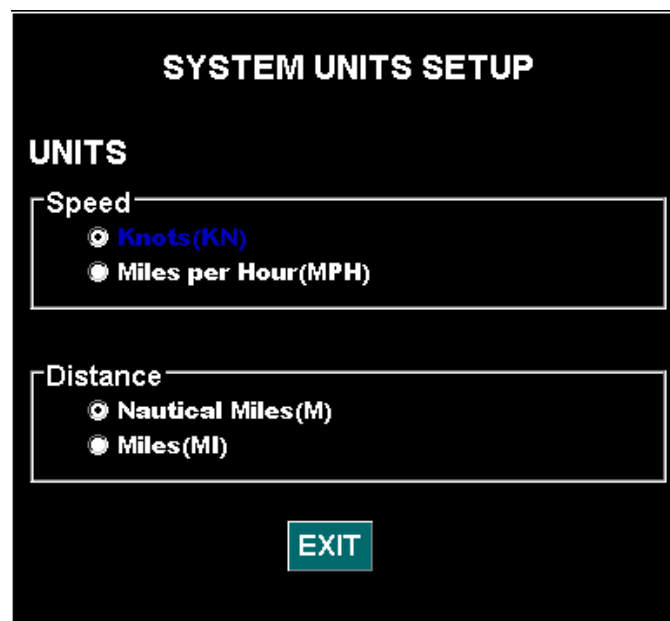 SYSTEM UNITS SETUP
UNITS
Speed
Knots(KN)
Miles per Hour(MPH)
Distance
Nautical Miles(M)
Miles(MI)
EXIT